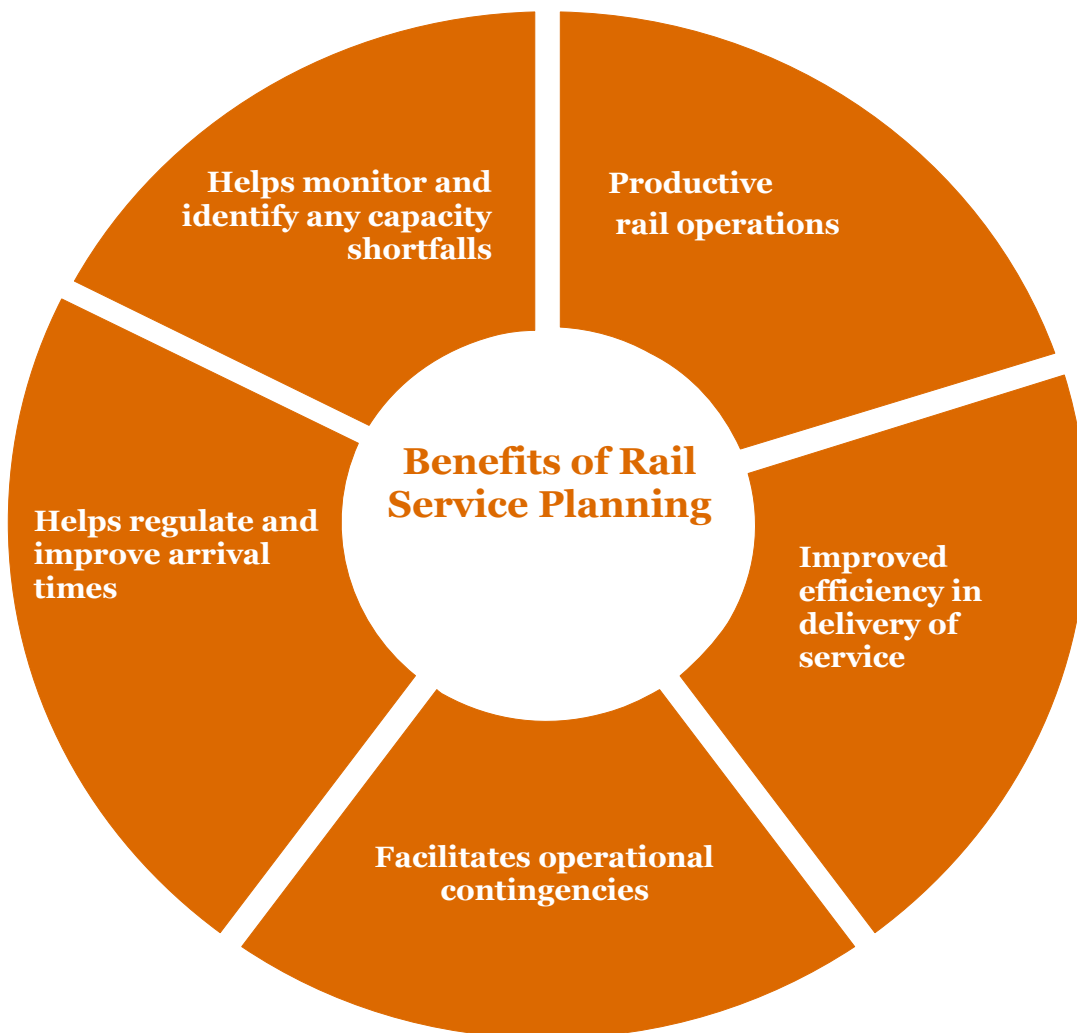 Benefits of Rail
Service Planning
Productive
rail operations
Improved
efficiency in
delivery of
service
Facilitates operational
contingencies
Helps regulate and
improve arrival
times
Helps monitor and
identify any capacity
shortfalls